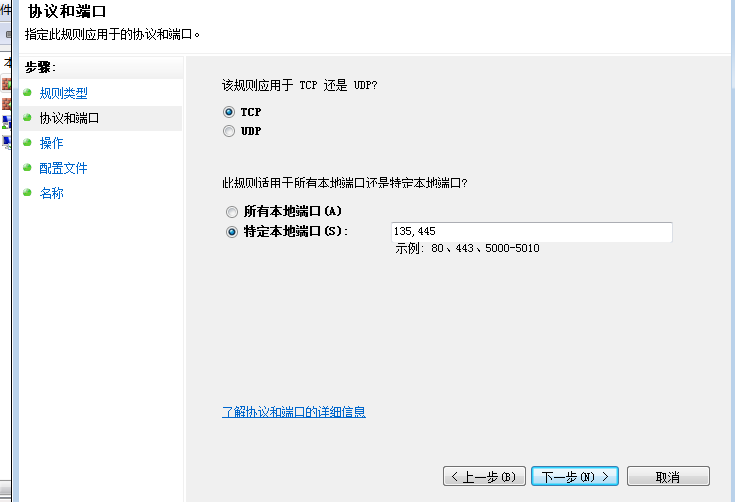 件
协议和端口
指定此规则应用于的协议和端口。
本
步骤:
规则类型
协议和端口
操作
配置文件
名称
该规则应用于 TCP 还是 UDP?
TCP
UDP
此规则适用于所有本地端口还是特定本地端口?
所有本地端口(A)
特定本地端口(S):
135,445
示例: 80、443、5000-5010
了解协议和端口的详细信息
< 上一步(B)
下一步(N) >
取消